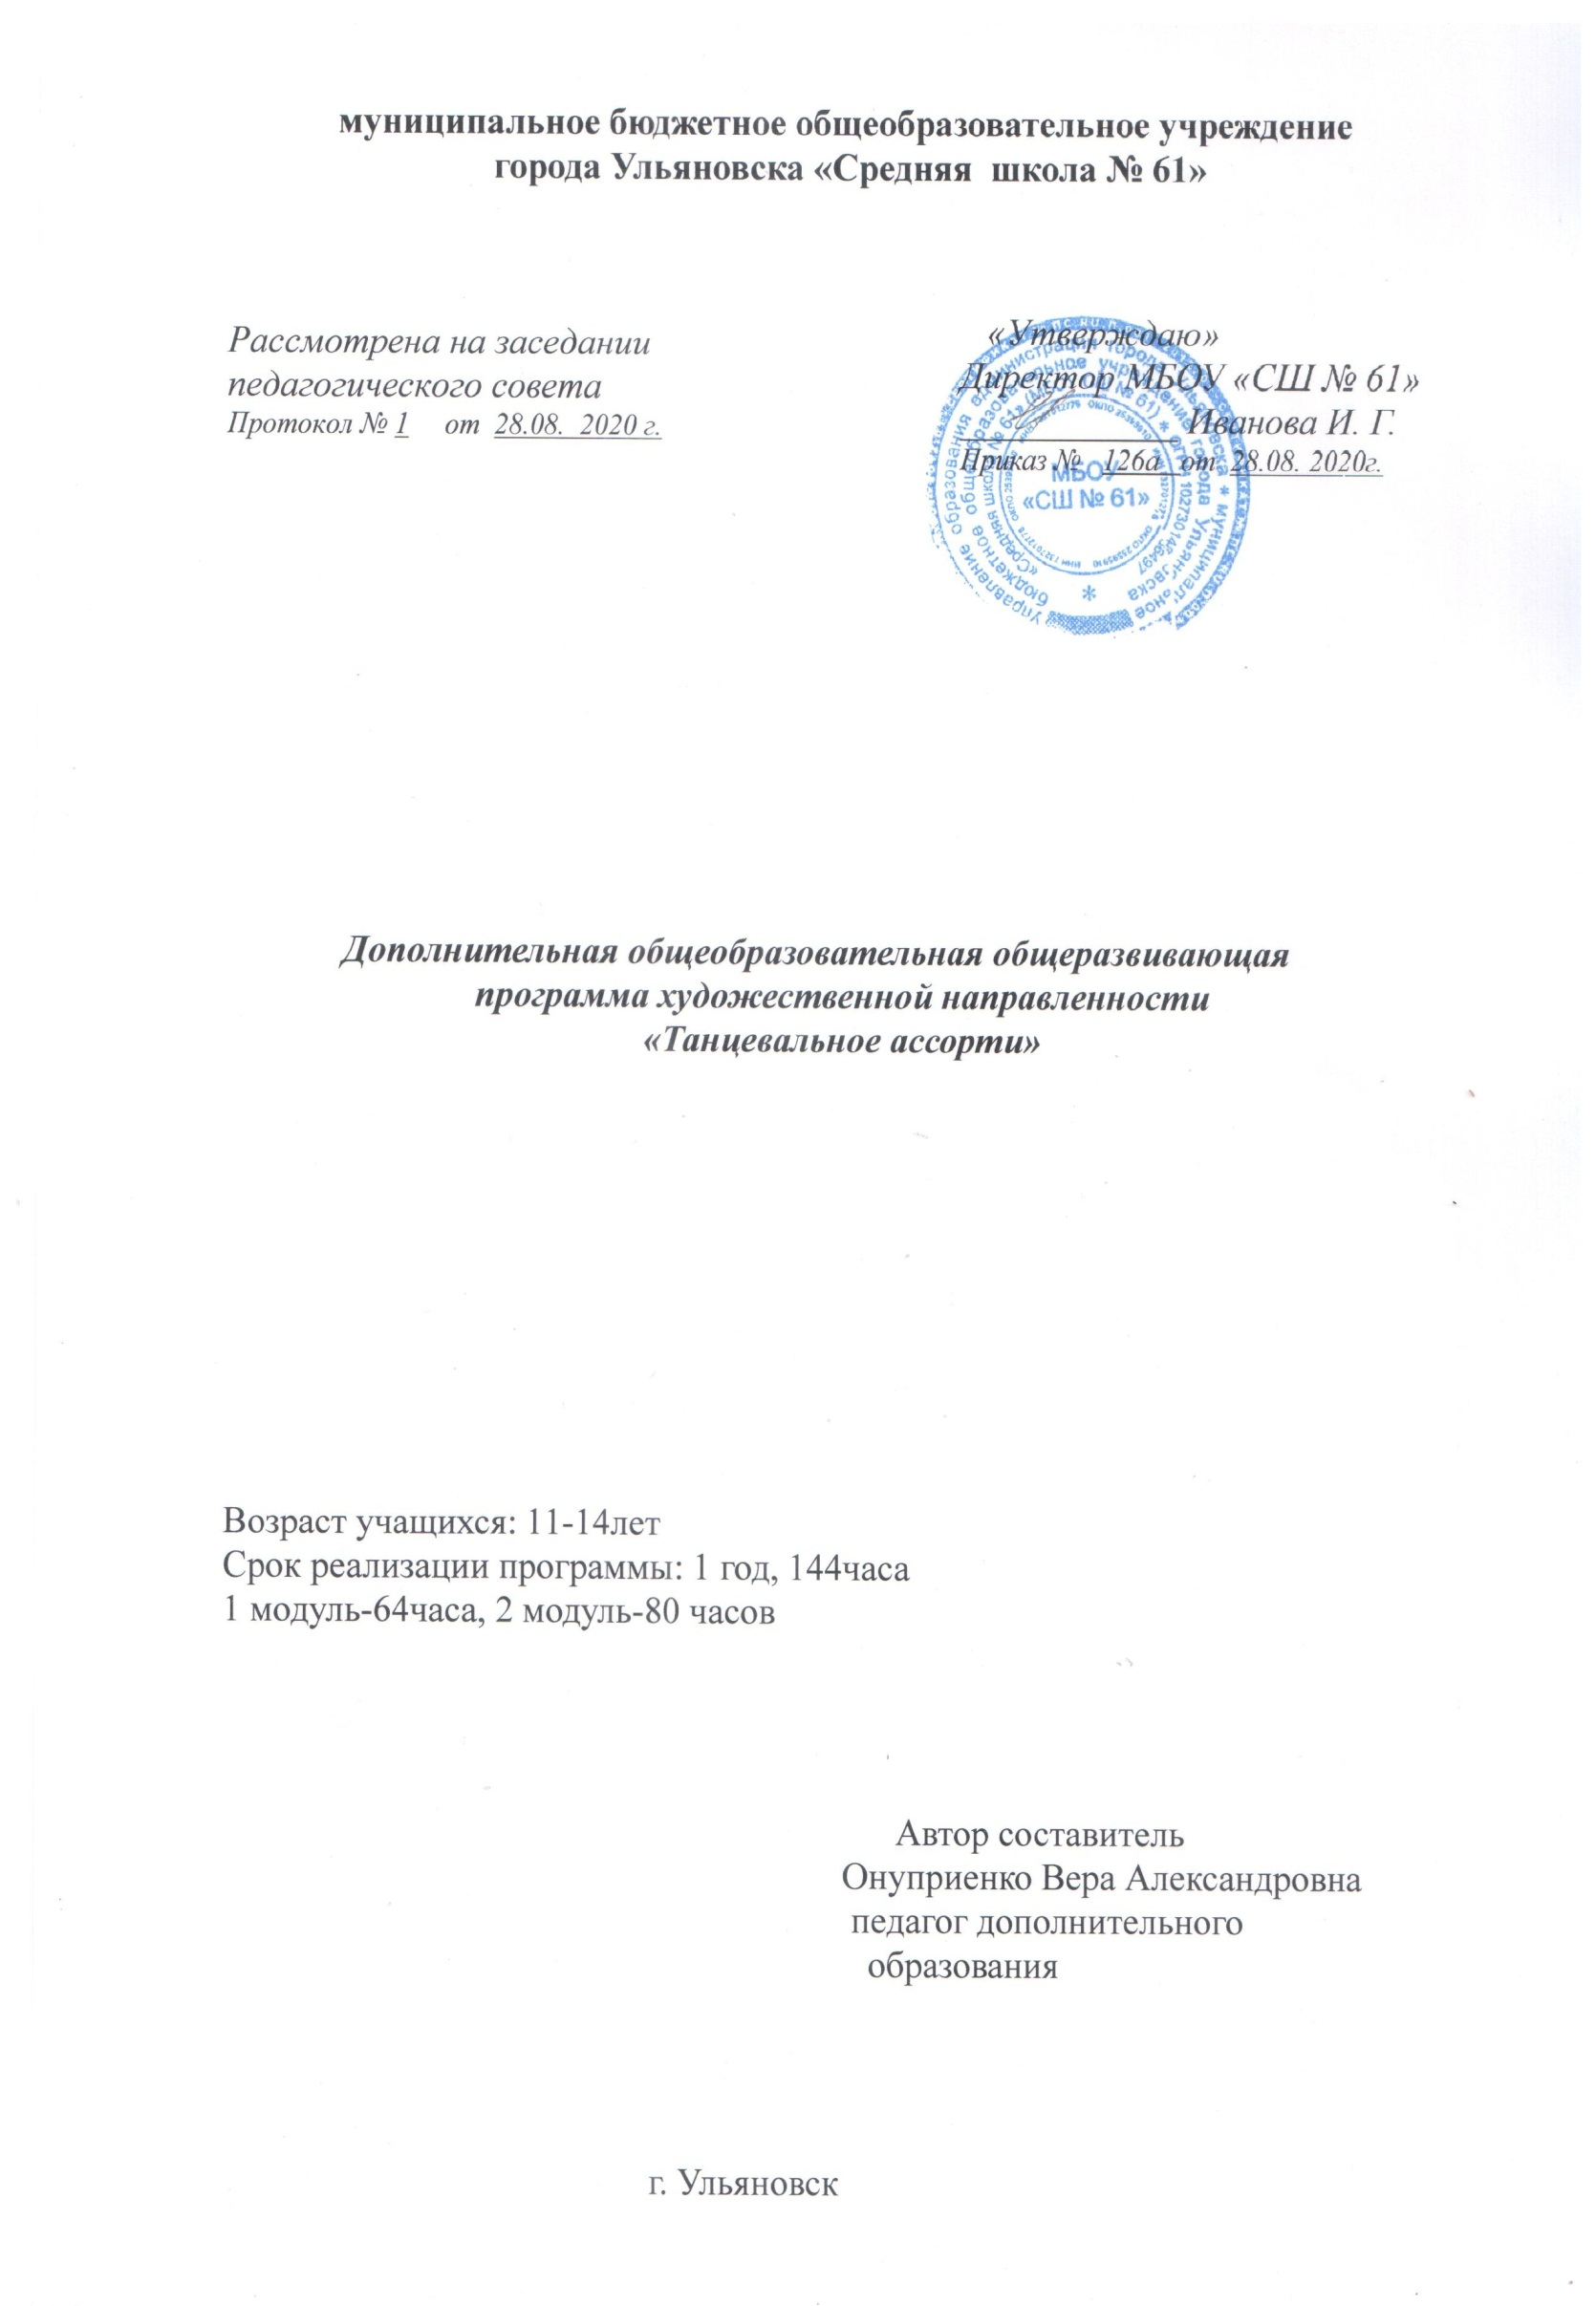 муниципальное бюджетное общеобразовательное учреждение
города Ульяновска «Средняя школа № 61»
Рассмотрена на заседании
педагогического совета
Протокол № 1 от 28.08. 2020 г.
«Утверждаю»
Директор МБОУ «СШ № 61»
Иванова И. Г.
Приказ № 126а от 28.08. 2020г.
МБОУ
«СШ № 61»
Дополнительная общеобразовательная общеразвивающая
программа художественной направленности
«Танцевальное ассорти»
Возраст учащихся: 11-14лет
Срок реализации программы: 1 год, 144часа
1 модуль-64часа, 2 модуль-80 часов
Автор составитель
Онуприенко Вера Александровна
педагог дополнительного
образования
г. Ульяновск